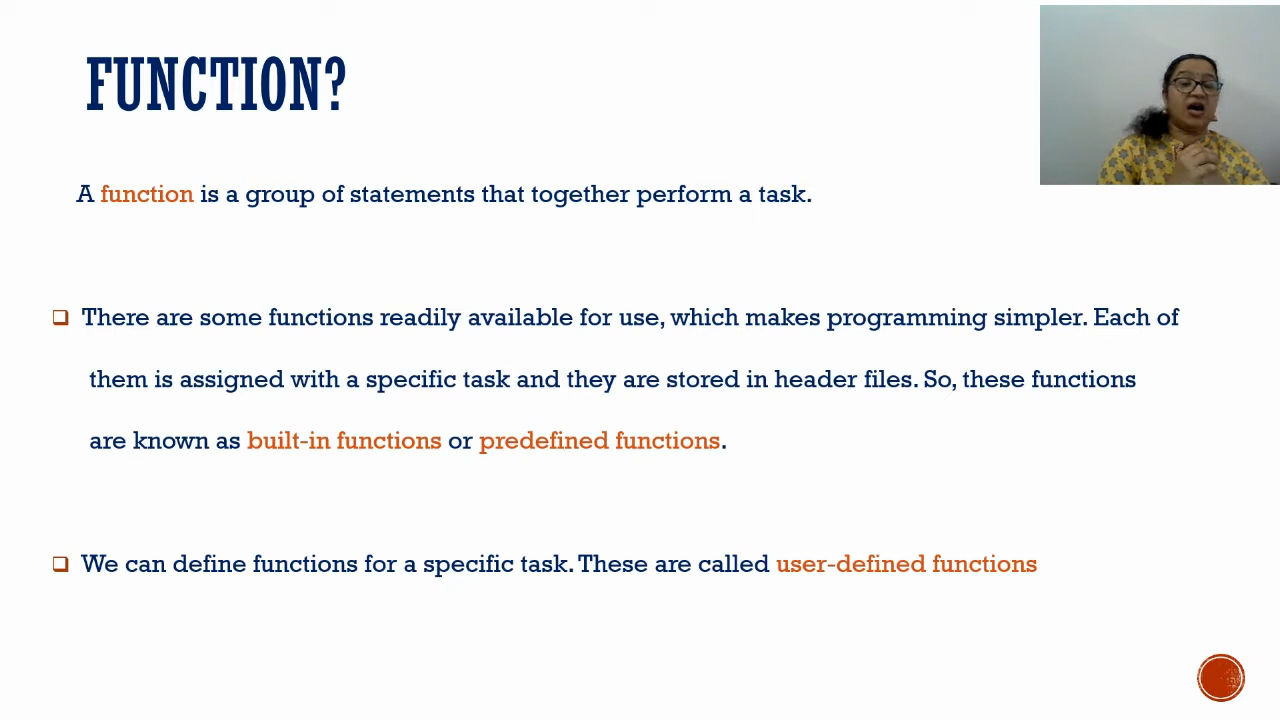 FUNCTION?
A function is a group of statements that together perform a task.
There are some functions readily available for use, which makes programming simpler. Each of
them is assigned with a specific task and they are stored in header files. So, these functions
are known as built-in functions or predefined functions.
We can define functions for a specific task. These are called user-defined functions